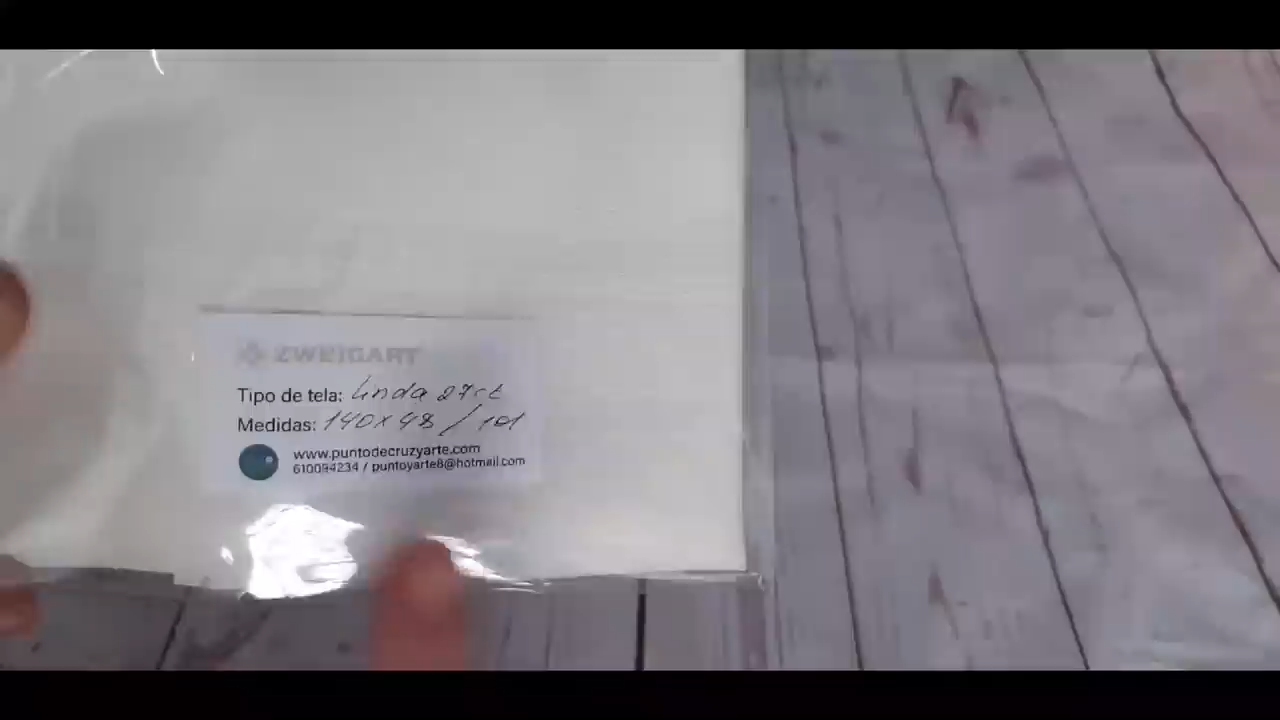 ZWEIGART
Tipo de tela: Linda 27ct
Medidas: 140x48 / 101
www.puntodecruzyarte.com
610094234 / puntoyarte8@hotmail.com